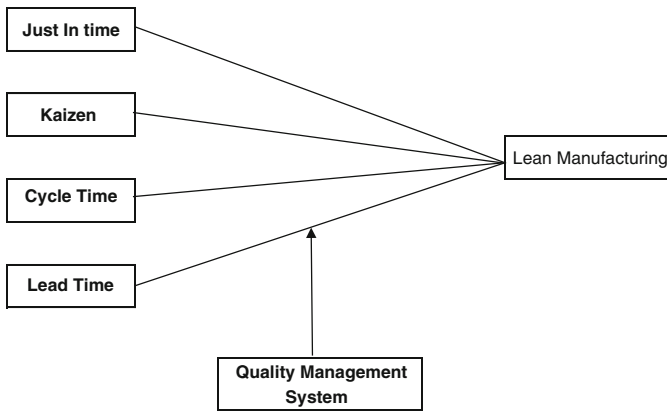 Just In time
Kaizen
Lean Manufacturing
Cycle Time
Lead Time
Quality Management
System